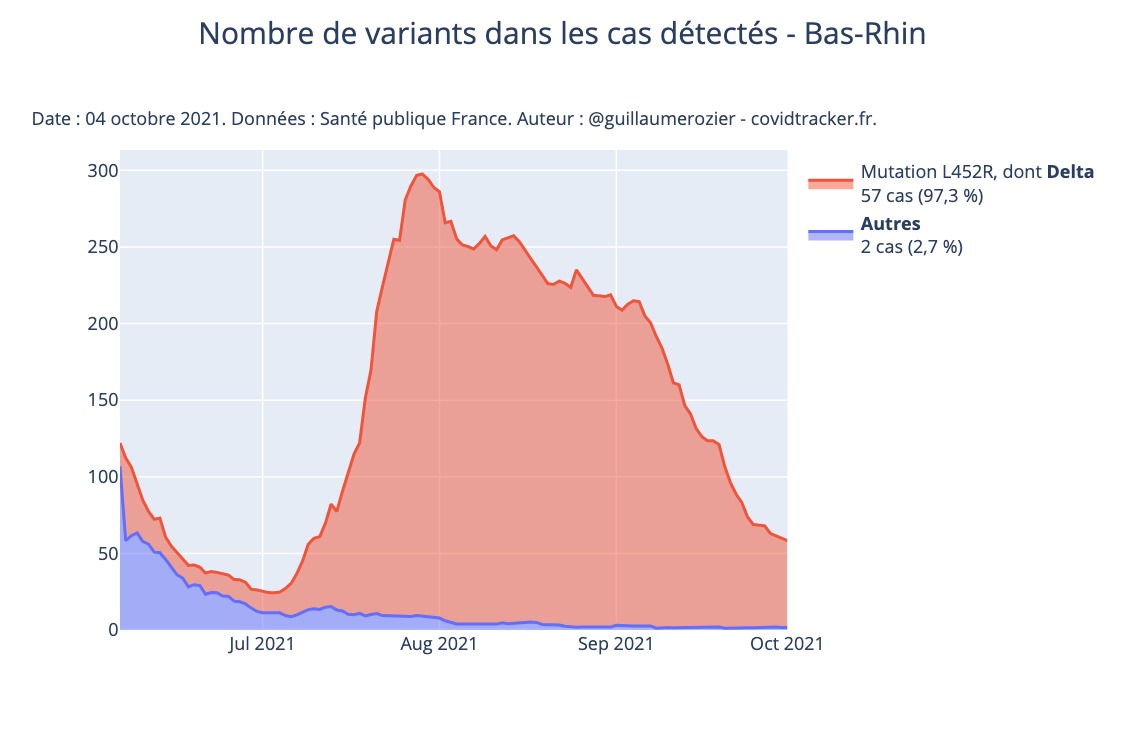 Nombre de variants dans les cas détectés - Bas-Rhin
Date : 04 octobre 2021. Données : Santé publique France. Auteur : @guillaumerozier - covidtracker.fr.
300
250
200
150
100
50
0
Jul 2021
Aug 2021
Sep 2021
Oct 2021
Mutation L452R, dont Delta
57 cas (97,3 %)
Autres
2 cas (2,7 %)